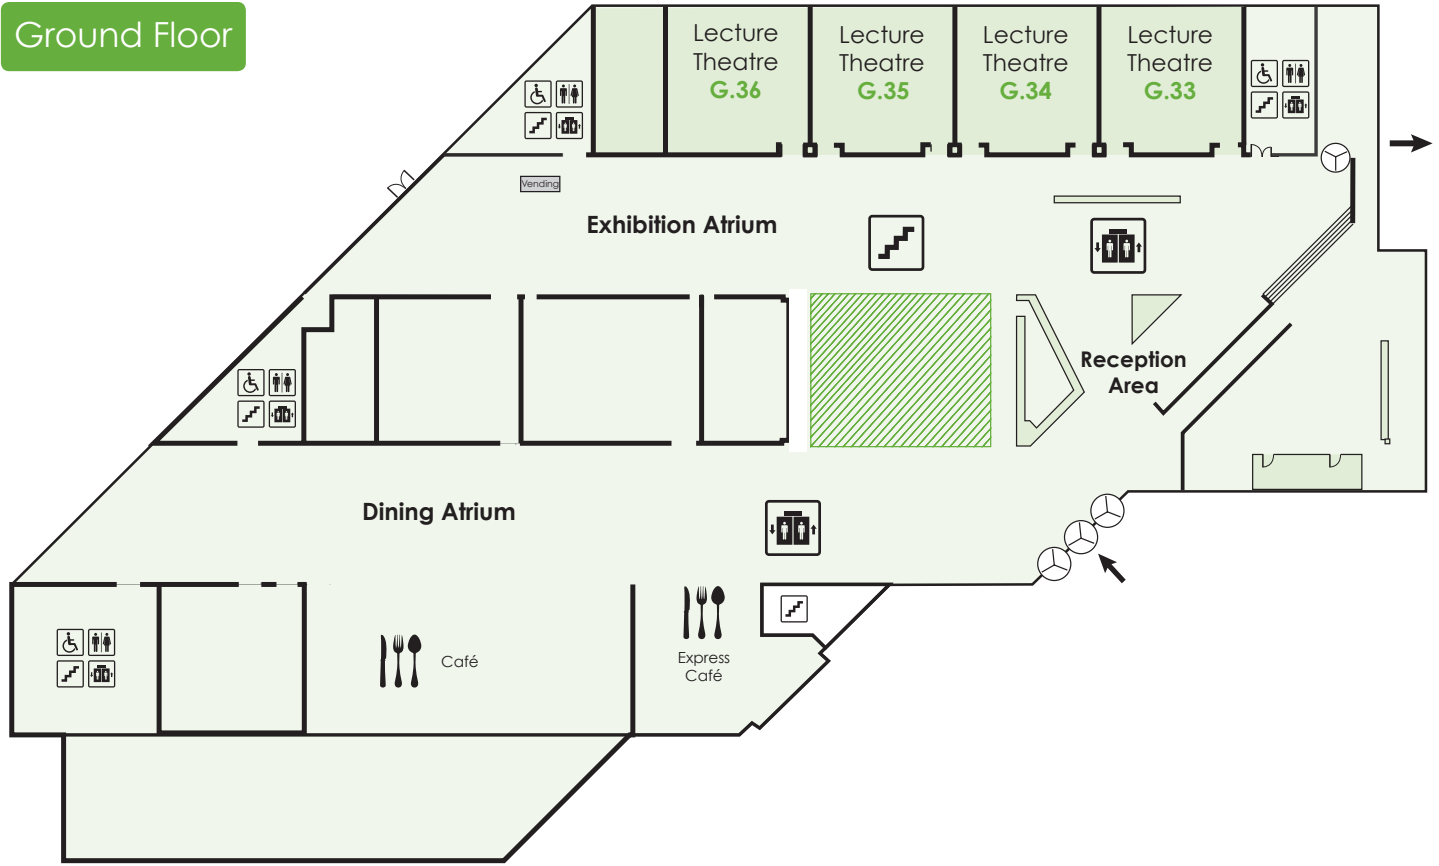 Ground Floor
Lecture
Theatre
G.36
Lecture
Theatre
G.35
Lecture
Theatre
G.34
Lecture
Theatre
G.33
Vending
Exhibition Atrium
Reception
Area
Dining Atrium
Café
Express
Café